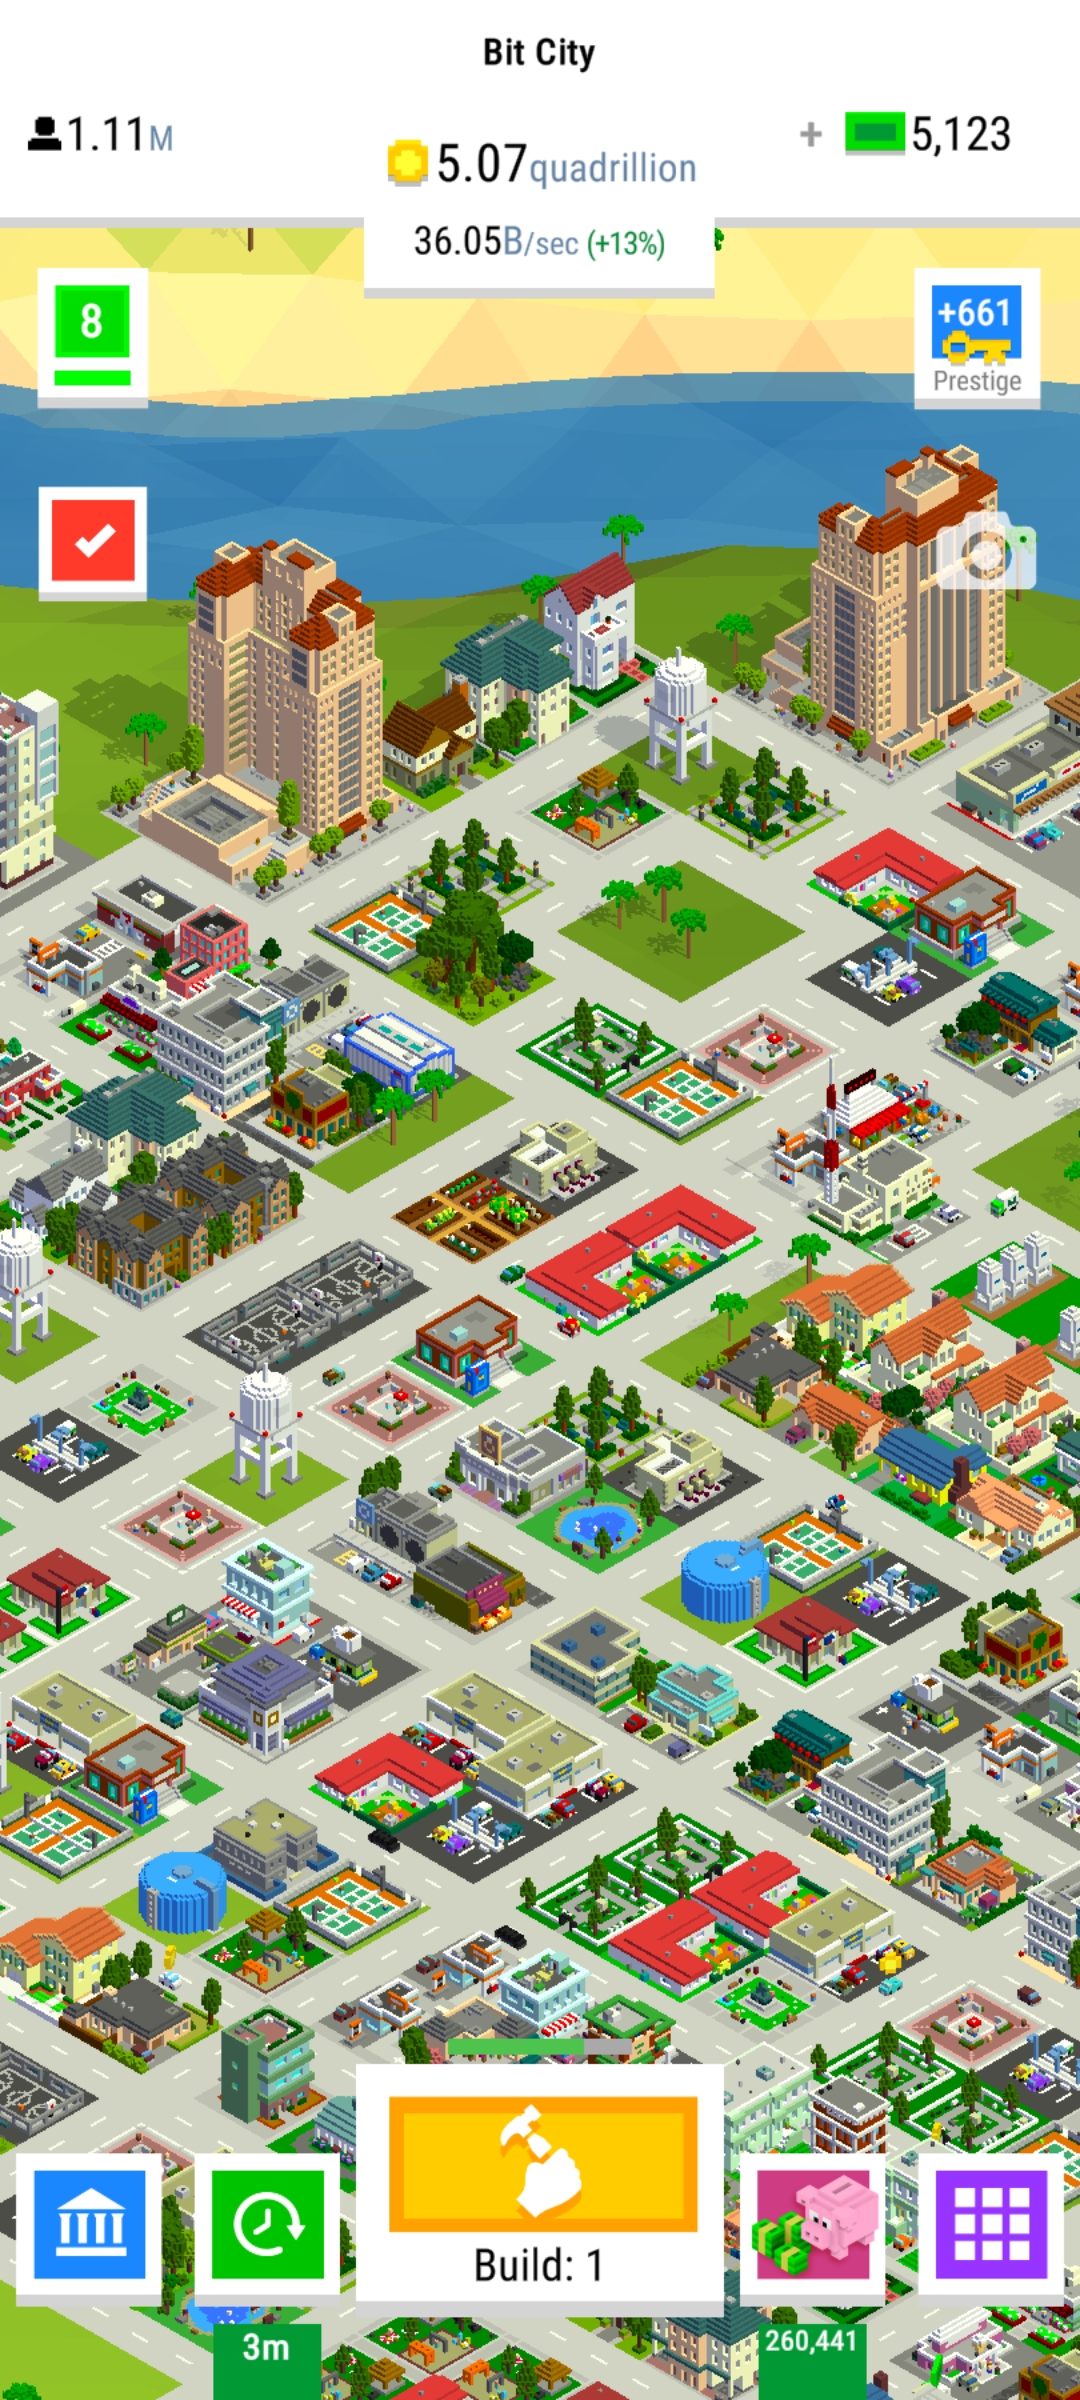 Bit City
1.11M
5.07quadrillion
+ 5,123
36.05B/sec (+13%)
8
+661
Prestige
Build: 1
3m
260,441